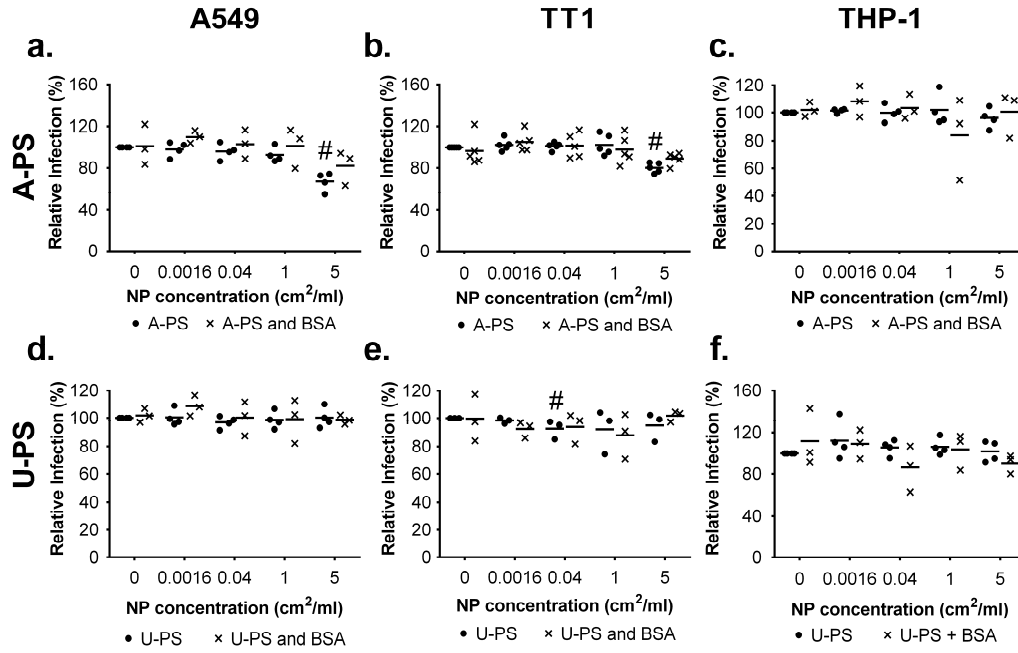 A549 TT1 THP-1
a. b. c.
A-PS
Relative Infection (%)
160
120
80
40
0
0 0.0016 0.04 1 5
NP concentration (cm²/ml)
● A-PS × A-PS and BSA
#
Relative Infection (%)
160
120
80
40
0
0 0.0016 0.04 1 5
NP concentration (cm²/ml)
● A-PS × A-PS and BSA
#
Relative Infection (%)
120
100
80
60
40
20
0
0 0.0016 0.04 1 5
NP concentration (cm²/ml)
● A-PS × A-PS and BSA
d. e. f.
U-PS
Relative Infection (%)
120
100
80
60
40
20
0
0 0.0016 0.04 1 5
NP concentration (cm²/ml)
● U-PS × U-PS and BSA
Relative Infection (%)
120
100
80
60
40
20
0
#
0 0.0016 0.04 1 5
NP concentration (cm²/ml)
● U-PS × U-PS and BSA
Relative Infection (%)
160
120
80
40
0
0 0.0016 0.04 1 5
NP concentration (cm²/ml)
● U-PS × U-PS + BSA